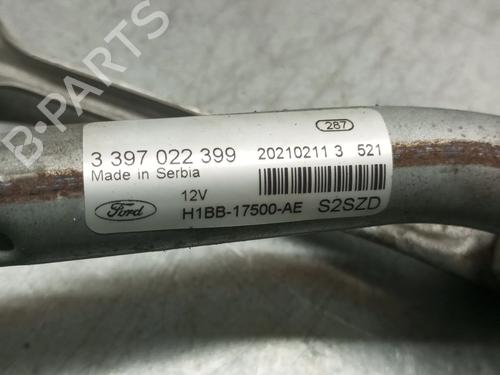 B-PARTS
287
3 397 022 399 20210211 3 521
Made in Serbia
12V
Ford H1BB-17500-AE S2SZD